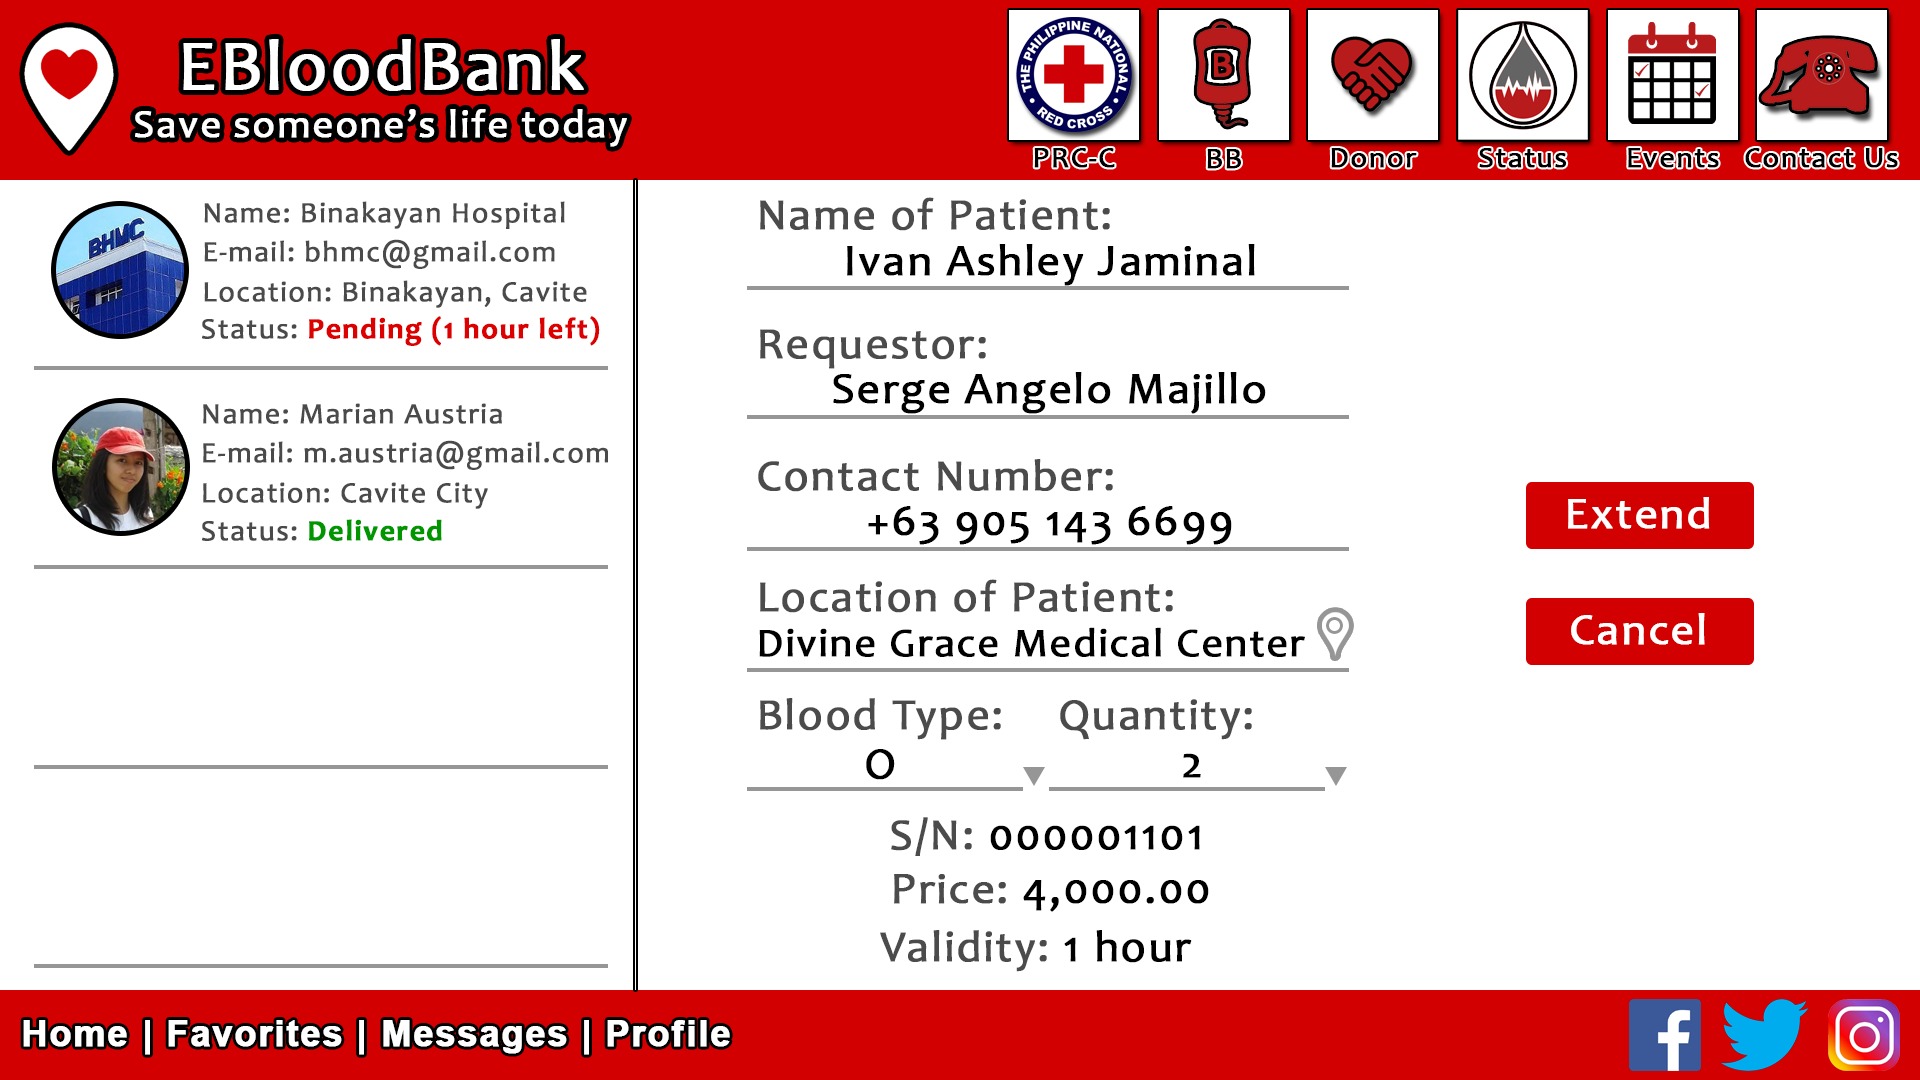 EBloodBank
Save someone's life today
THE PHILIPPINE NATIONAL
RED CROSS
B
PRC-C
BB
Donor
Status
Events
Contact Us
BHMC
Name: Binakayan Hospital
E-mail: bhmc@gmail.com
Location: Binakayan, Cavite
Status: Pending (1 hour left)
Name: Marian Austria
E-mail: m.austria@gmail.com
Location: Cavite City
Status: Delivered
Name of Patient:
Ivan Ashley Jaminal
Requestor:
Serge Angelo Majillo
Contact Number:
+63 905 143 6699
Location of Patient:
Divine Grace Medical Center
Blood Type: Quantity:
O 2
S/N: 000001101
Price: 4,000.00
Validity: 1 hour
Extend
Cancel
Home | Favorites | Messages | Profile